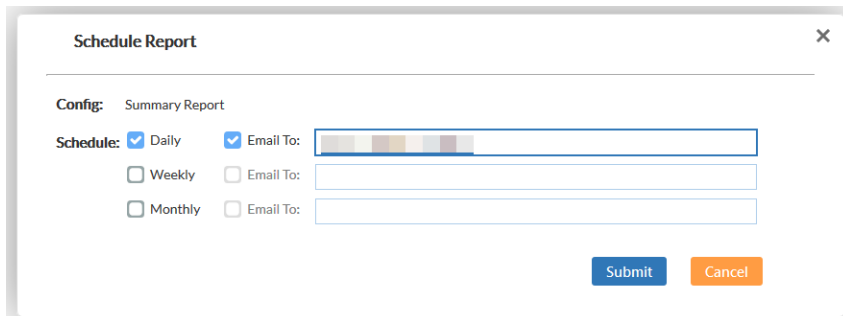 Schedule Report
Config: Summary Report
Schedule: Daily Email To:
Weekly Email To:
Monthly Email To:
Submit Cancel